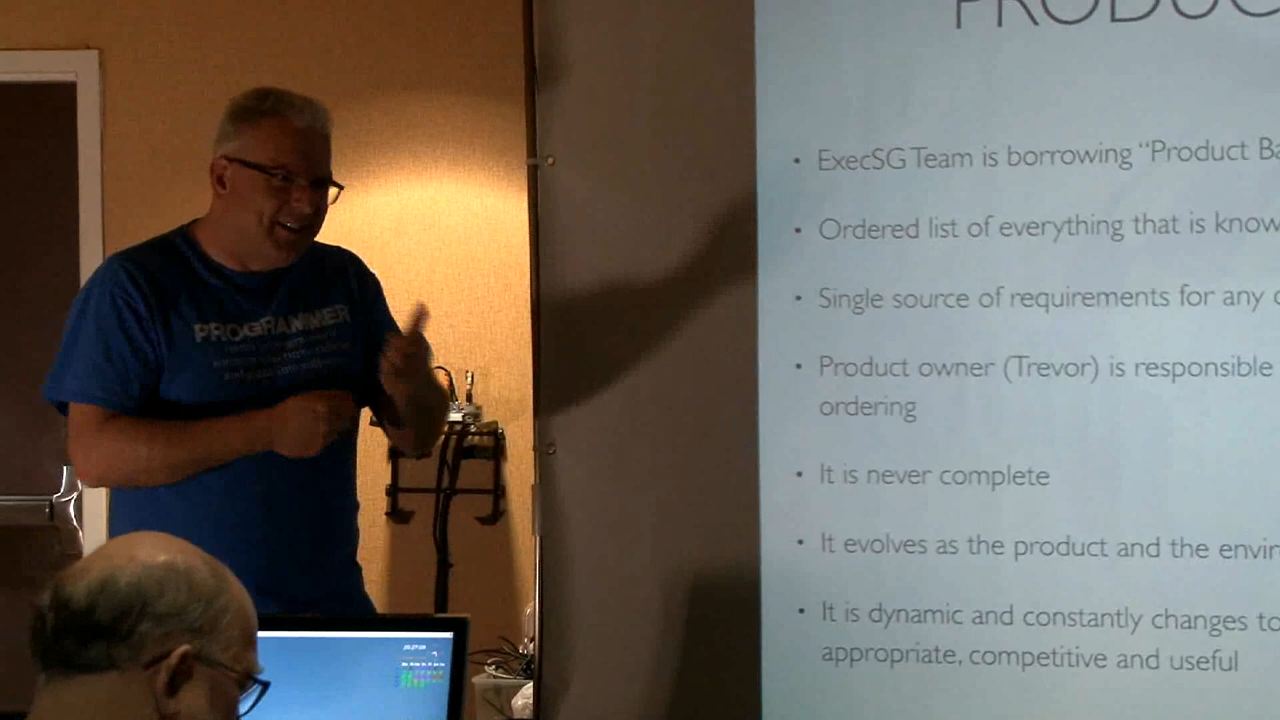 PRODUC
• ExecSG Team is borrowing “Product Ba
• Ordered list of everything that is know
• Single source of requirements for any
• Product owner (Trevor) is responsible
ordering
• It is never complete
• It evolves as the product and the envir
• It is dynamic and constantly changes to
appropriate, competitive and useful
PROGRAMMER